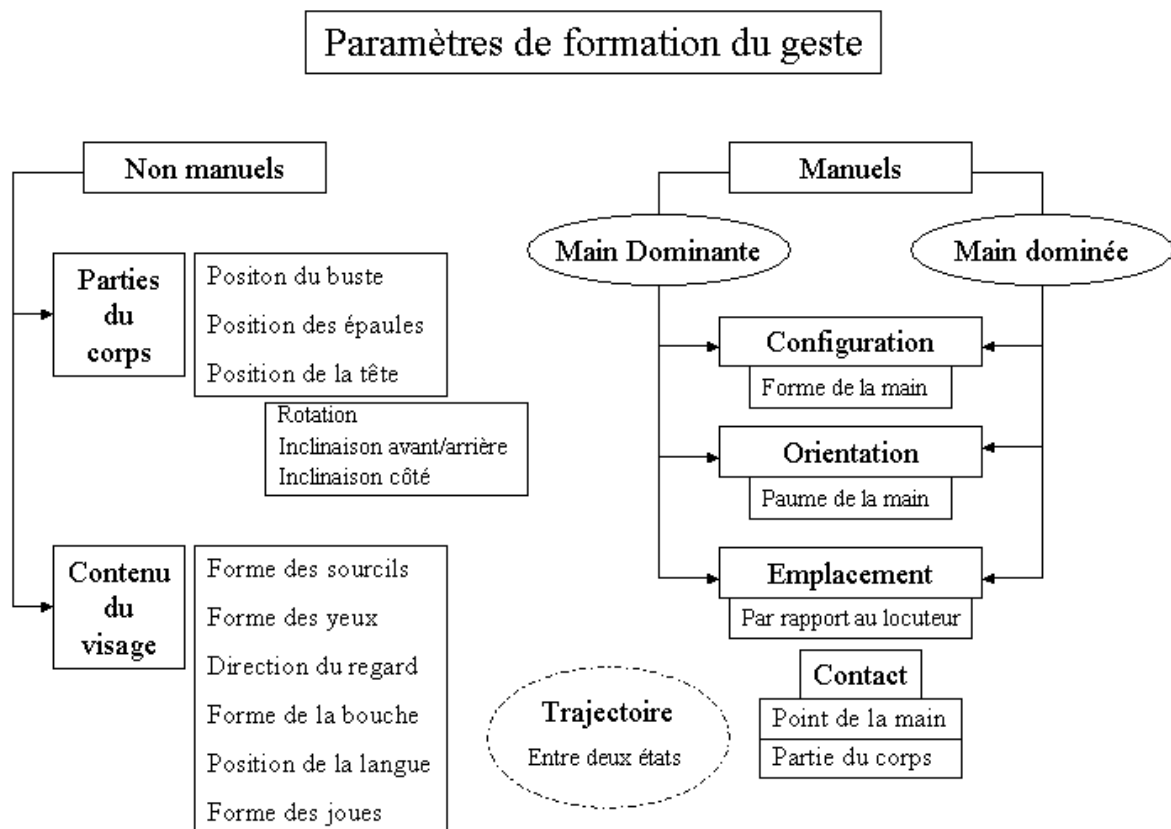 Paramètres de formation du geste
Non manuels
Parties
du
corps
Positon du buste
Position des épaules
Position de la tête
Rotation
Inclinaison avant/arrière
Inclinaison côté
Contenu
du
visage
Forme des sourcils
Forme des yeux
Direction du regard
Forme de la bouche
Position de la langue
Forme des joues
Manuels
Main Dominante
Main dominée
Configuration
Forme de la main
Orientation
Paume de la main
Emplacement
Par rapport au locuteur
Contact
Point de la main
Partie du corps
Trajectoire
Entre deux états